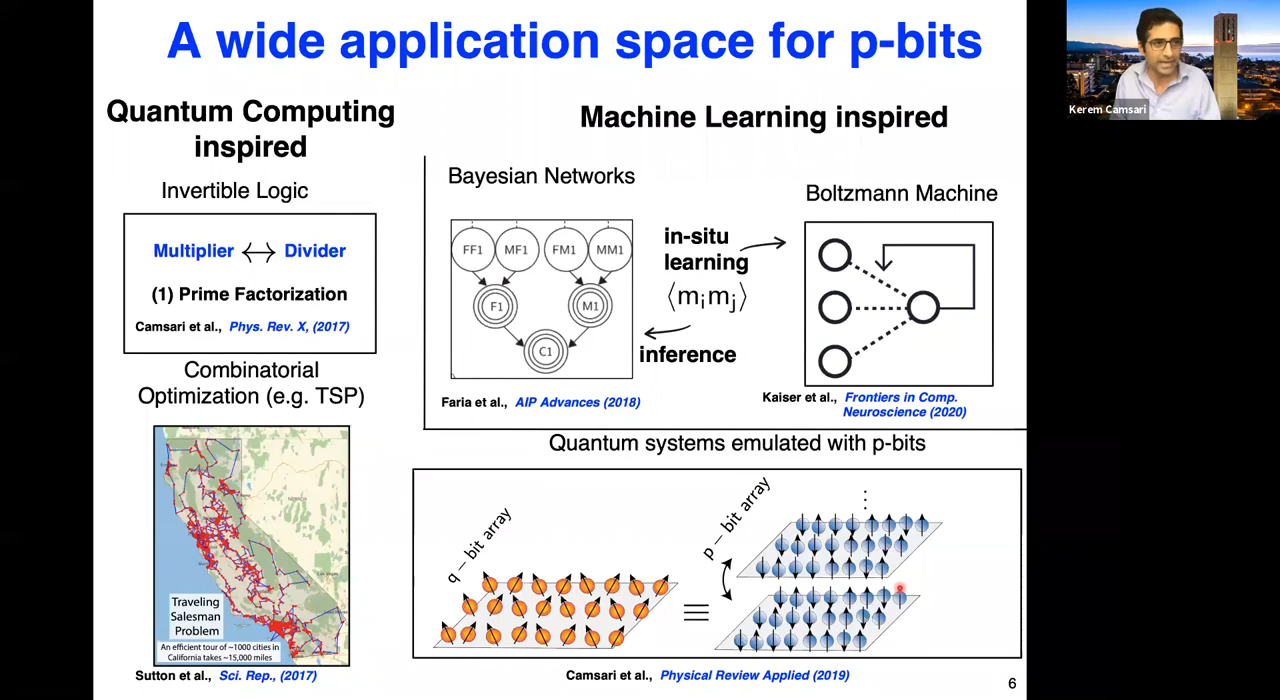 A wide application space for p-bits
Kerem Camsari
Quantum Computing
inspired
Invertible Logic
Multiplier ⟷ Divider
(1) Prime Factorization
Camsari et al., Phys. Rev. X, (2017)
Combinatorial
Optimization (e.g. TSP)
Traveling
Salesman
Problem
An efficient tour of ~1000 cities in
California takes ~15,000 miles
Sutton et al., Sci. Rep., (2017)
Machine Learning inspired
Bayesian Networks
FF1 MF1 FM1 MM1
F1 M1
C1
Faria et al., AIP Advances (2018)
in-situ
learning
⟨mᵢmⱼ⟩
inference
Boltzmann Machine
Kaiser et al., Frontiers in Comp.
Neuroscience (2020)
Quantum systems emulated with p-bits
q – bit array
≡
p – bit array
⋮
Camsari et al., Physical Review Applied (2019)
6